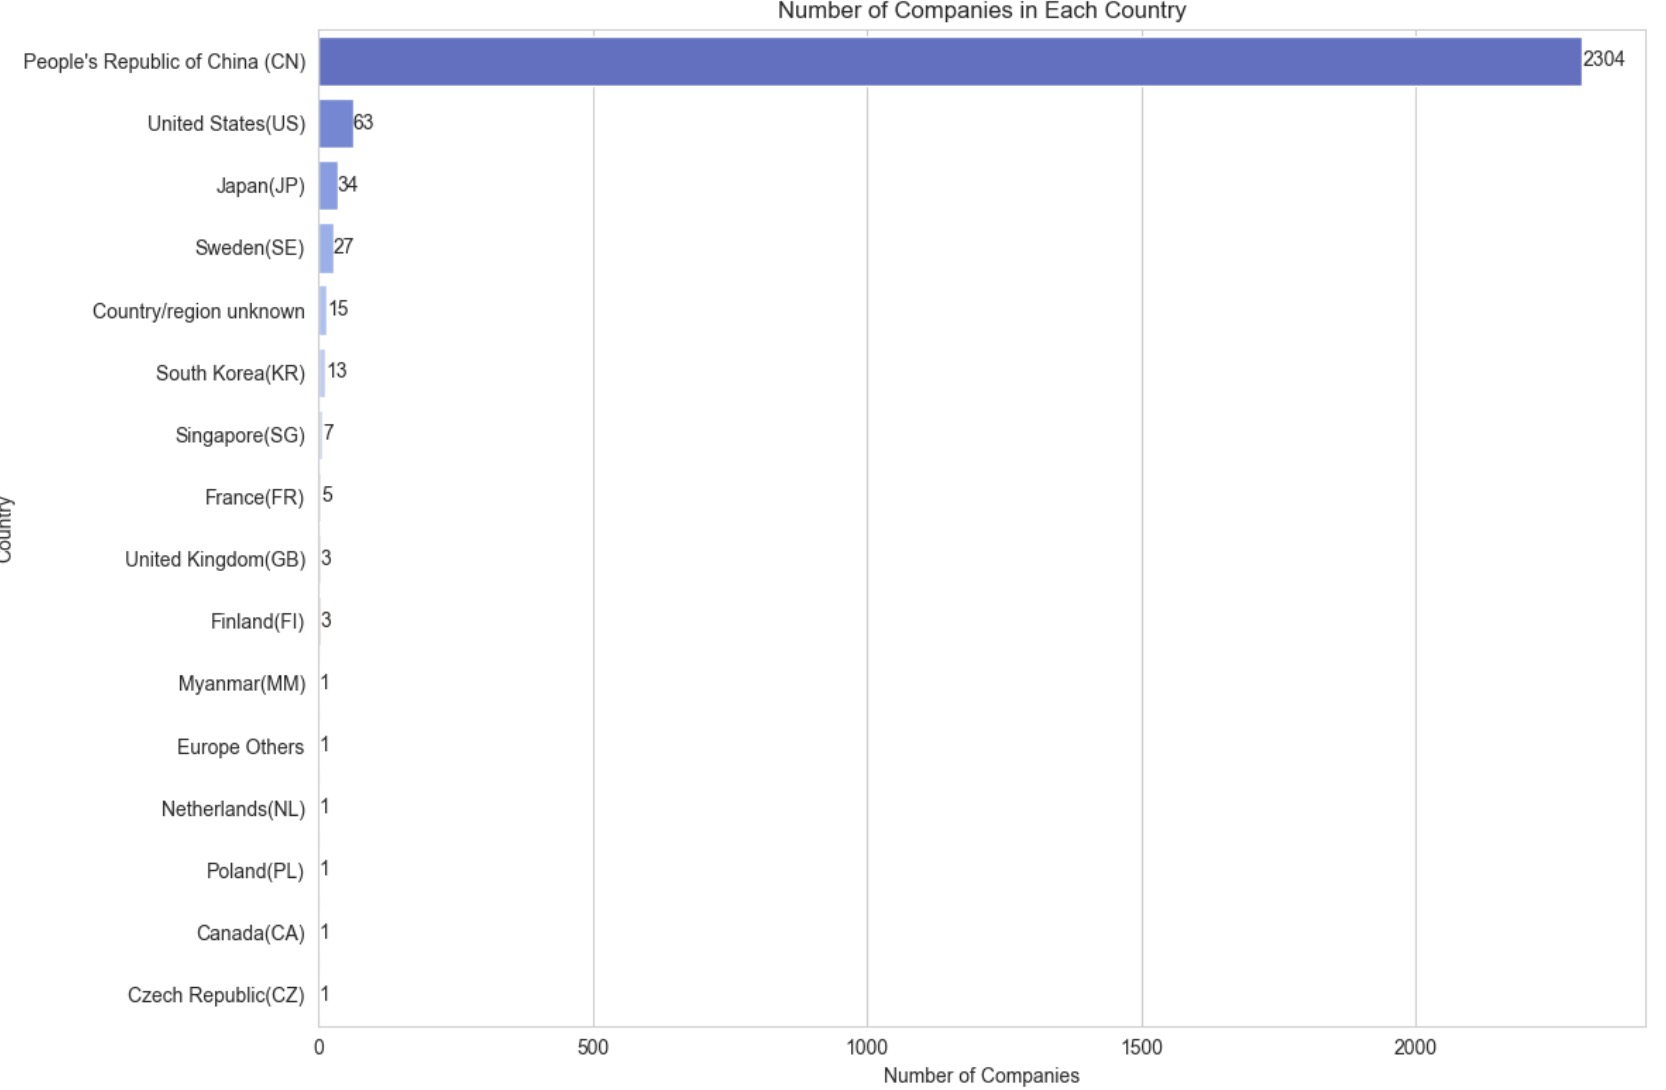 Number of Companies in Each Country
People's Republic of China (CN) 2304
United States(US) 63
Japan(JP) 34
Sweden(SE) 27
Country/region unknown 15
South Korea(KR) 13
Singapore(SG) 7
France(FR) 5
Country
United Kingdom(GB) 3
Finland(FI) 3
Myanmar(MM) 1
Europe Others 1
Netherlands(NL) 1
Poland(PL) 1
Canada(CA) 1
Czech Republic(CZ) 1
0 500 1000 1500 2000
Number of Companies